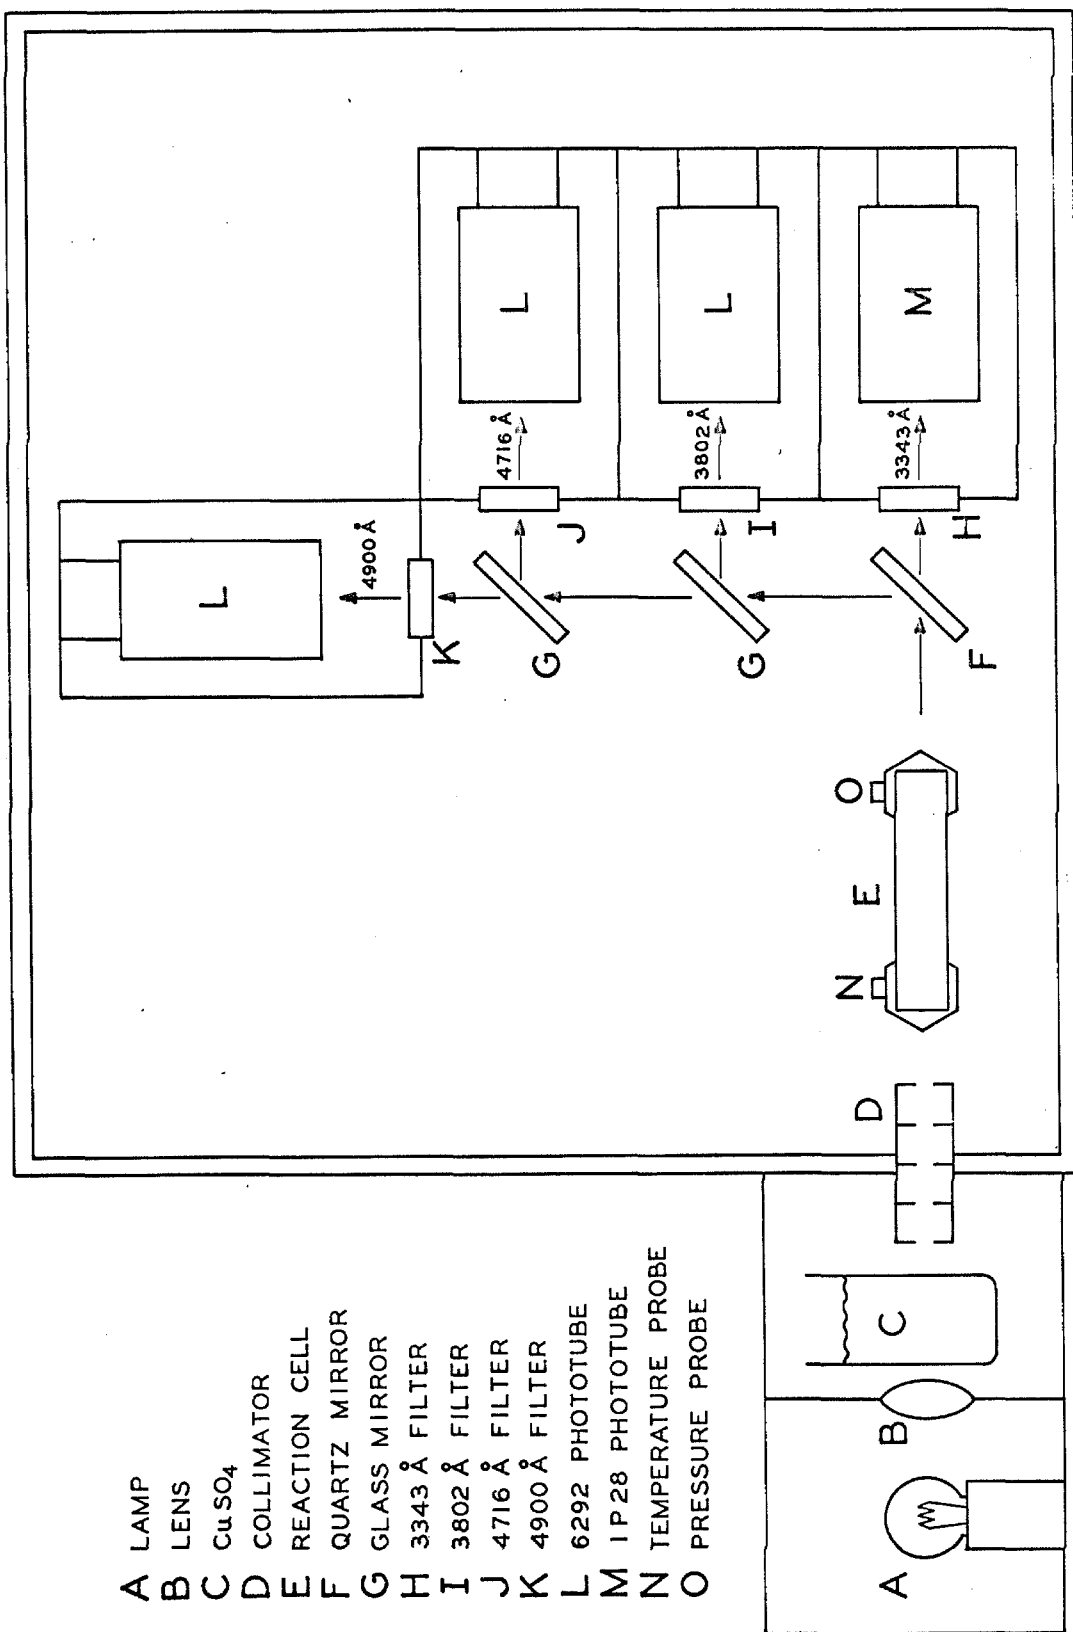 A LAMP
B LENS
C CuSO4
D COLLIMATOR
E REACTION CELL
F QUARTZ MIRROR
G GLASS MIRROR
H 3343 Å FILTER
I 3802 Å FILTER
J 4716 Å FILTER
K 4900 Å FILTER
L 6292 PHOTOTUBE
M 1P28 PHOTOTUBE
N TEMPERATURE PROBE
O PRESSURE PROBE
L
4900 Å
K
L
4716 Å
J
G
L
3802 Å
I
G
M
3343 Å
H
F
O
E
N
D
C
B
A